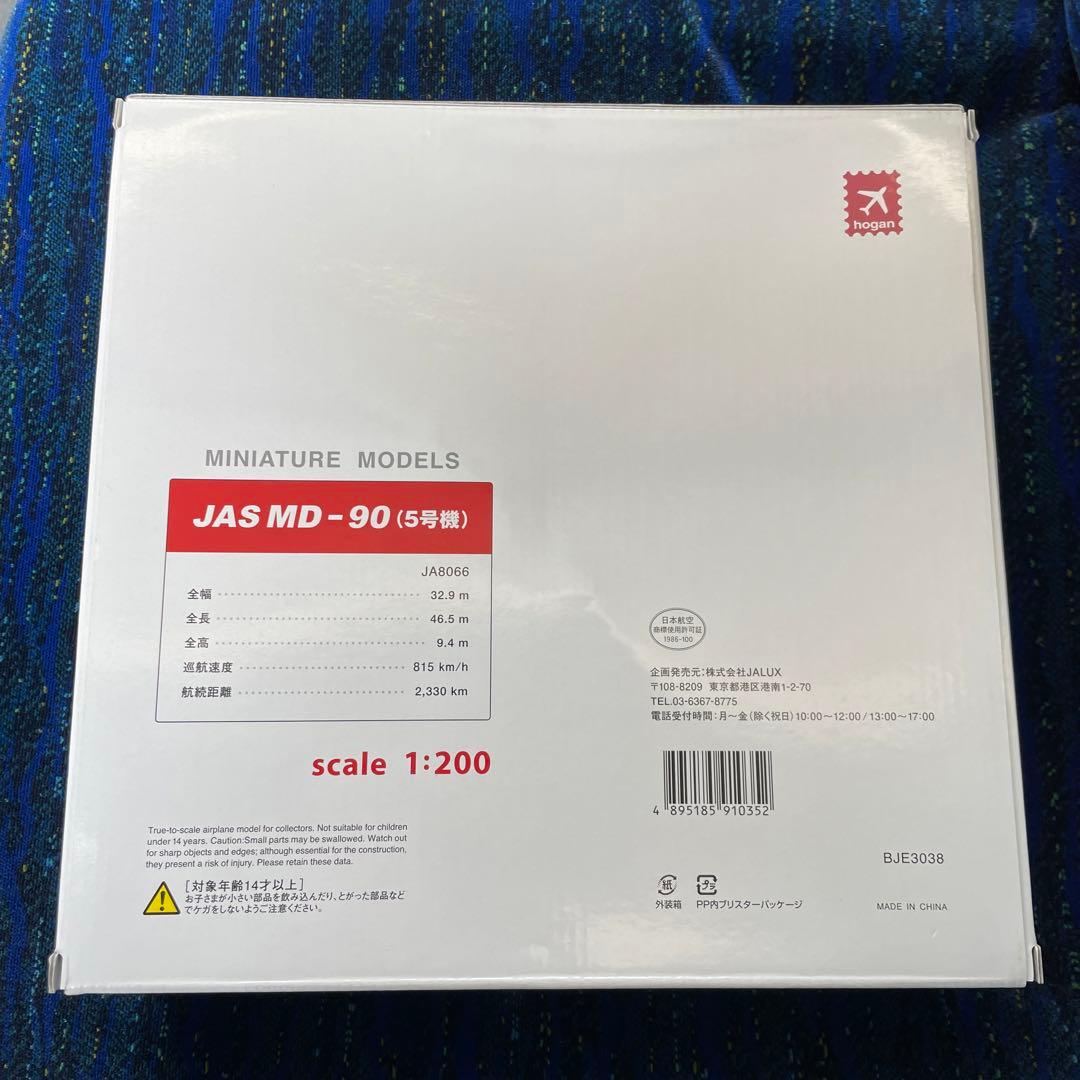 hogan
MINIATURE MODELS
JAS MD-90(5号機)
JA8066
全幅 32.9 m
全長 46.5 m
全高 9.4 m
巡航速度 815 km/h
航続距離 2,330 km
scale 1:200
True-to-scale airplane model for collectors. Not suitable for children
under 14 years. Caution:Small parts may be swallowed. Watch out
for sharp objects and edges; although essential for the construction,
they present a risk of injury. Please retain these data.
[対象年齢14才以上]
お子さまが小さい部品を飲み込んだり、とがった部品など
でケガをしないようご注意ください。
日本航空
商標使用許可証
1986-100
企画発売元:株式会社JALUX
〒108-8209 東京都港区港南1-2-70
TEL.03-6367-8775
電話受付時間:月〜金(除く祝日)10:00〜12:00/13:00〜17:00
4 895185 910352
BJE3038
紙 プラ
外装箱 PP内ブリスターパッケージ
MADE IN CHINA